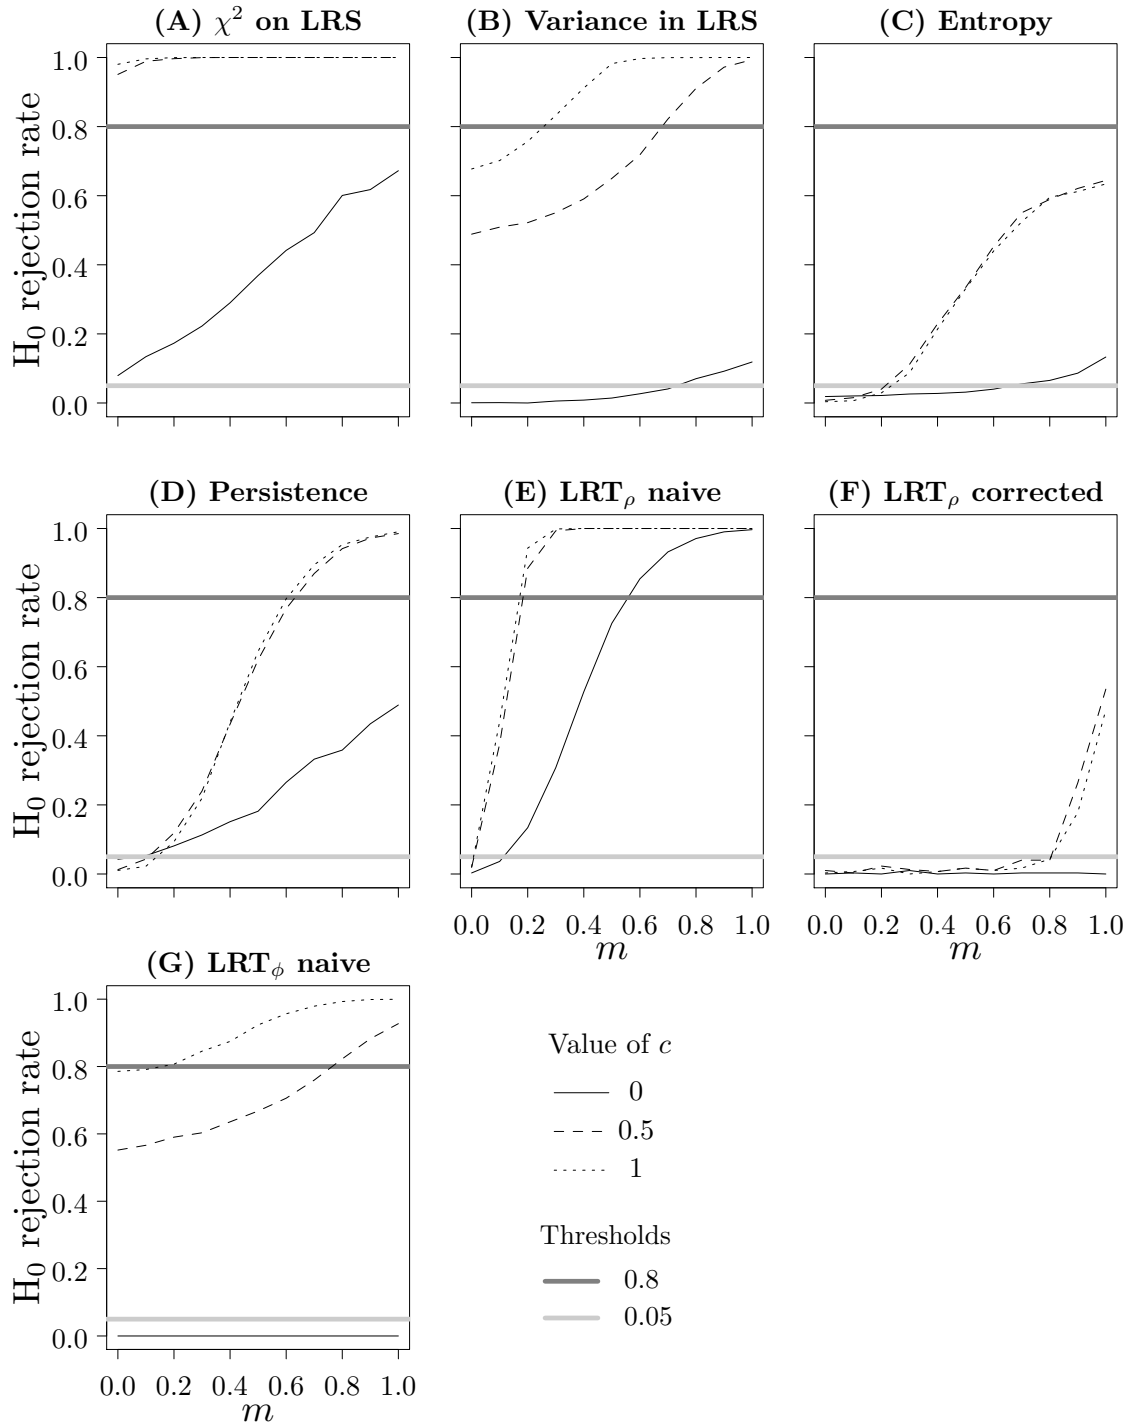 (A) χ² on LRS
(B) Variance in LRS
(C) Entropy
H₀ rejection rate
1.0
0.8
0.6
0.4
0.2
0.0
(D) Persistence
(E) LRTρ naive
(F) LRTρ corrected
H₀ rejection rate
1.0
0.8
0.6
0.4
0.2
0.0
0.0 0.2 0.4 0.6 0.8 1.0
m
0.0 0.2 0.4 0.6 0.8 1.0
m
(G) LRTϕ naive
H₀ rejection rate
1.0
0.8
0.6
0.4
0.2
0.0
0.0 0.2 0.4 0.6 0.8 1.0
m
Value of c
0
0.5
1
Thresholds
0.8
0.05